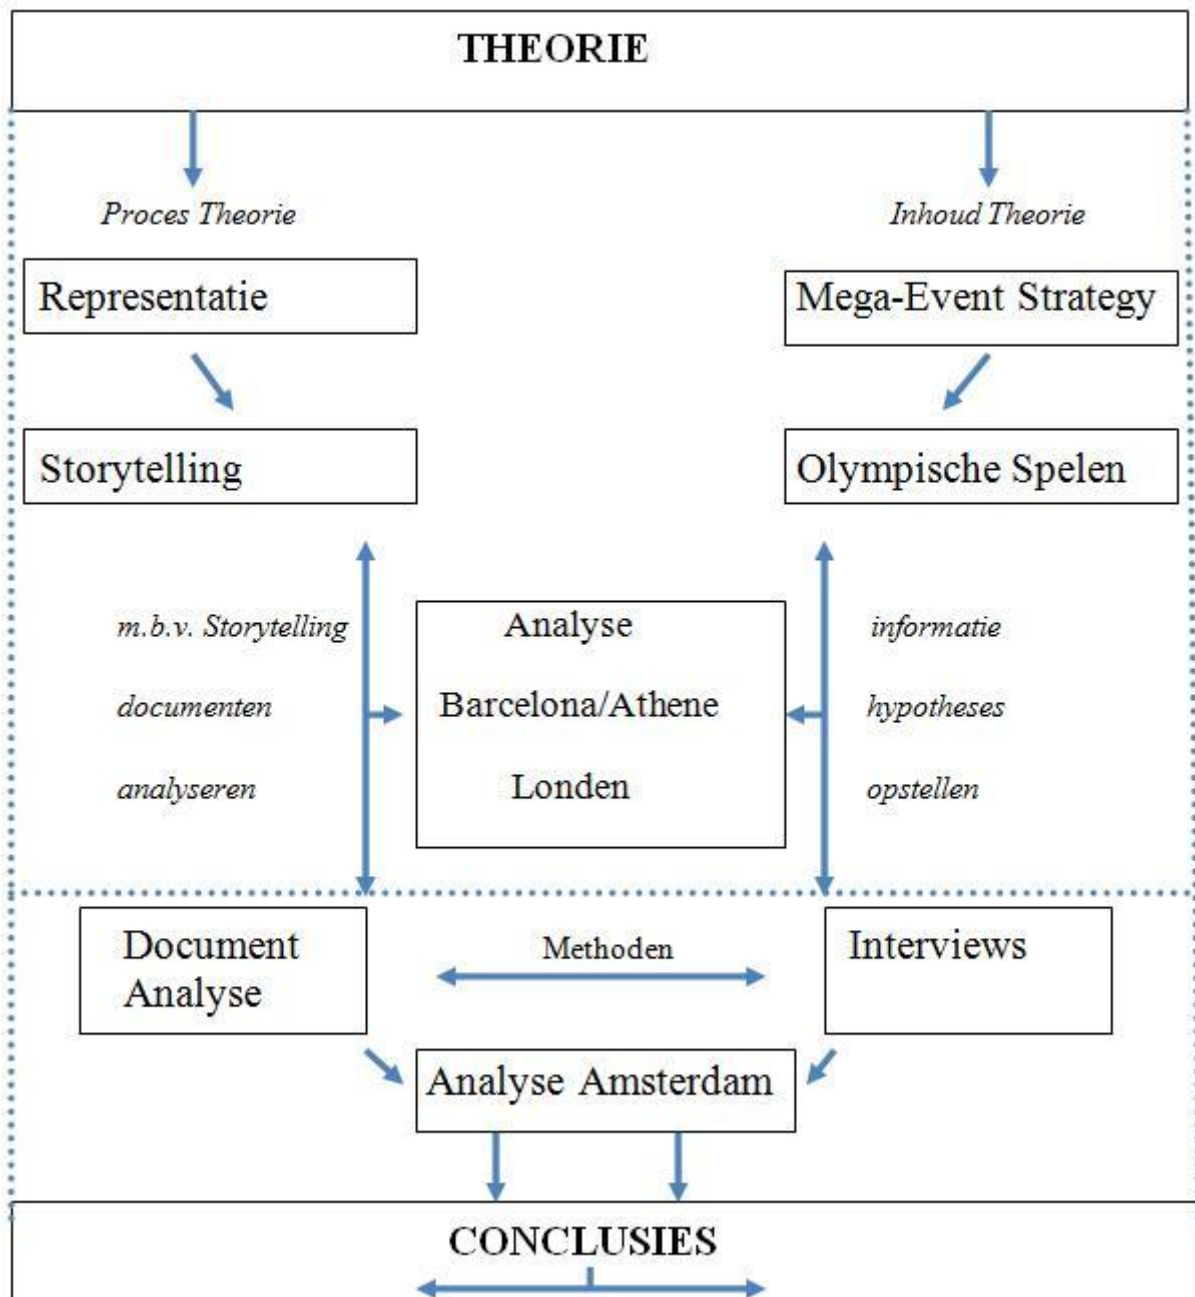 THEORIE
Proces Theorie
Inhoud Theorie
Representatie
Mega-Event Strategy
Storytelling
Olympische Spelen
m.b.v. Storytelling
documenten
analyseren
Analyse
Barcelona/Athene
Londen
informatie
hypotheses
opstellen
Document
Analyse
Methoden
Interviews
Analyse Amsterdam
CONCLUSIES